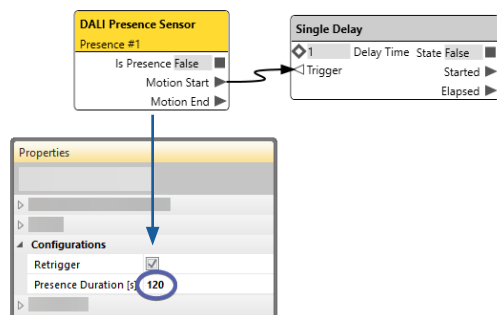 DALI Presence Sensor
Presence #1
Is Presence False
Motion Start
Motion End
Single Delay
1 Delay Time State False
Trigger Started
Elapsed
Properties
Configurations
Retrigger
Presence Duration [s] 120